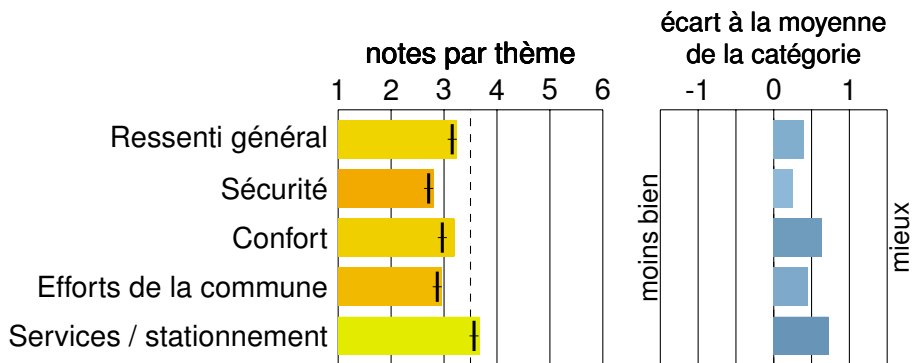 notes par thème
1 2 3 4 5 6
Ressenti général
Sécurité
Confort
Efforts de la commune
Services / stationnement
écart à la moyenne
de la catégorie
-1 0 1
moins bien
mieux